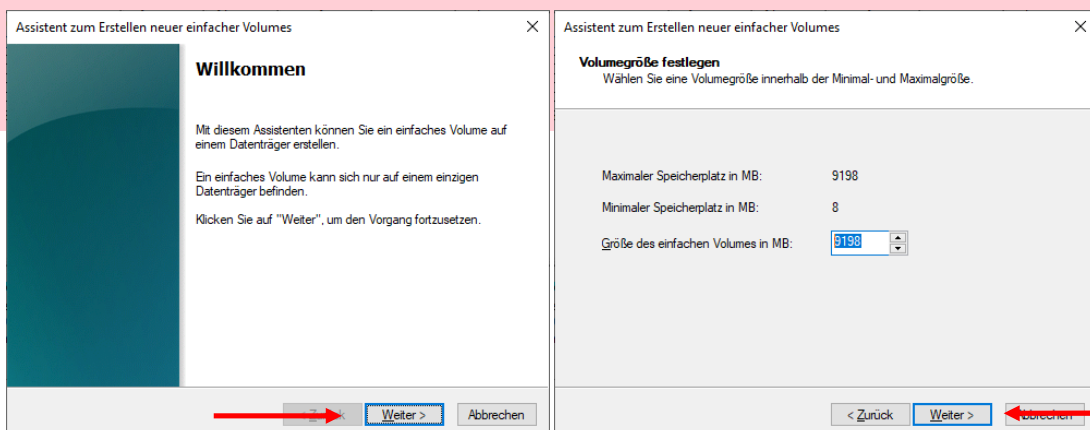 Assistent zum Erstellen neuer einfacher Volumes
Willkommen
Mit diesem Assistenten können Sie ein einfaches Volume auf
einem Datenträger erstellen.
Ein einfaches Volume kann sich nur auf einem einzigen
Datenträger befinden.
Klicken Sie auf "Weiter", um den Vorgang fortzusetzen.
Weiter >
Abbrechen
Assistent zum Erstellen neuer einfacher Volumes
Volumegröße festlegen
Wählen Sie eine Volumegröße innerhalb der Minimal- und Maximalgröße.
Maximaler Speicherplatz in MB: 9198
Minimaler Speicherplatz in MB: 8
Größe des einfachen Volumes in MB: 9198
< Zurück
Weiter >
Abbrechen